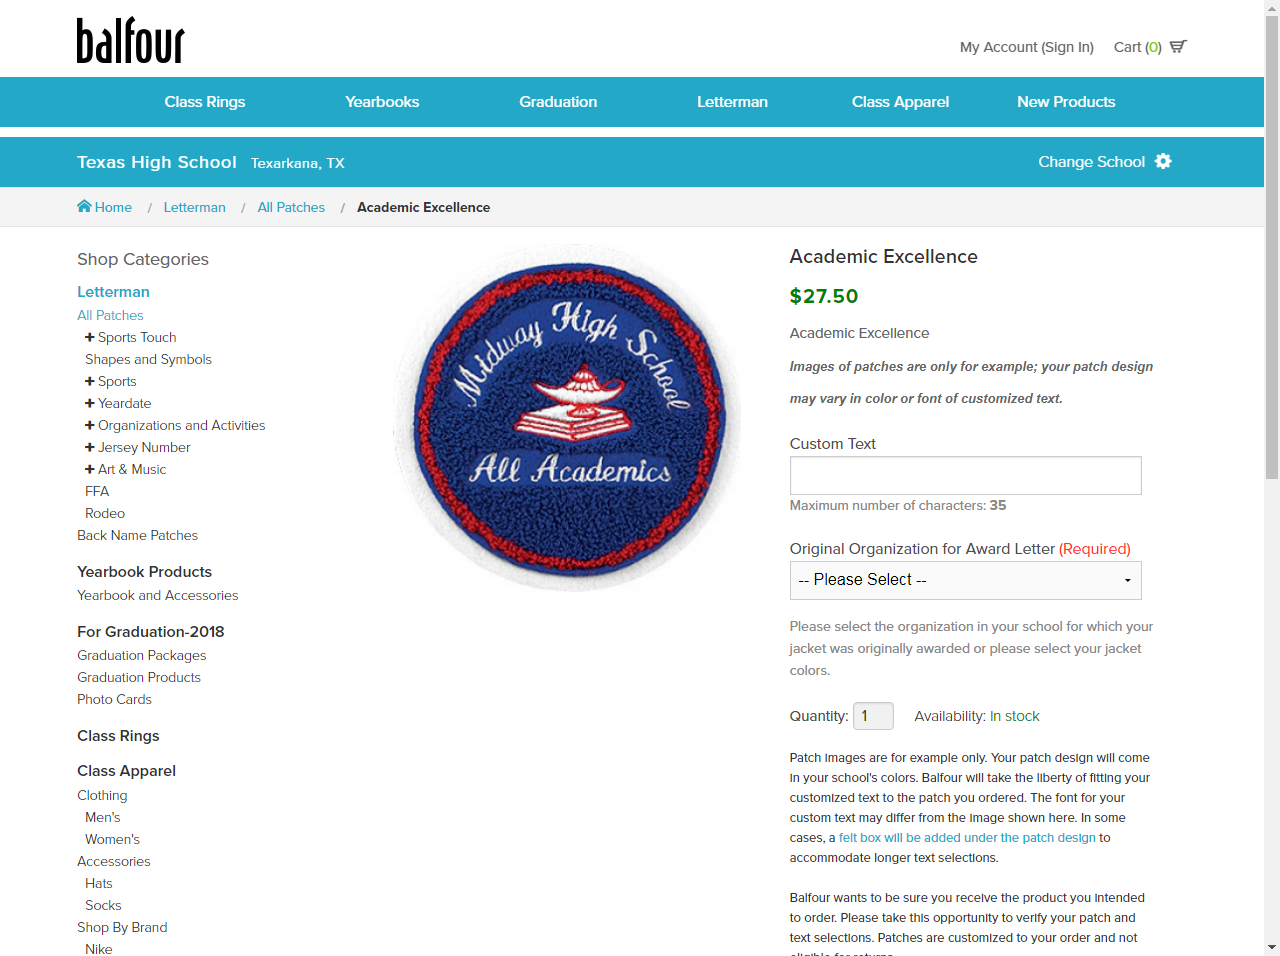 balfour
My Account (Sign In) Cart (0)
Class Rings Yearbooks Graduation Letterman Class Apparel New Products
Texas High School Texarkana, TX Change School
Home / Letterman / All Patches / Academic Excellence
Shop Categories
Letterman
All Patches
Sports Touch
Shapes and Symbols
Sports
Yeardate
Organizations and Activities
Jersey Number
Art & Music
FFA
Rodeo
Back Name Patches
Yearbook Products
Yearbook and Accessories
For Graduation-2018
Graduation Packages
Graduation Products
Photo Cards
Class Rings
Class Apparel
Clothing
Men's
Women's
Accessories
Hats
Socks
Shop By Brand
Nike
Midway High School
All Academics
Academic Excellence
$27.50
Academic Excellence
Images of patches are only for example; your patch design
may vary in color or font of customized text.
Custom Text
Maximum number of characters: 35
Original Organization for Award Letter (Required)
-- Please Select --
Please select the organization in your school for which your
jacket was originally awarded or please select your jacket
colors.
Quantity: 1 Availability: In stock
Patch images are for example only. Your patch design will come
in your school's colors. Balfour will take the liberty of fitting your
customized text to the patch you ordered. The font for your
custom text may differ from the image shown here. In some
cases, a felt box will be added under the patch design to
accommodate longer text selections.
Balfour wants to be sure you receive the product you intended
to order. Please take this opportunity to verify your patch and
text selections. Patches are customized to your order and not